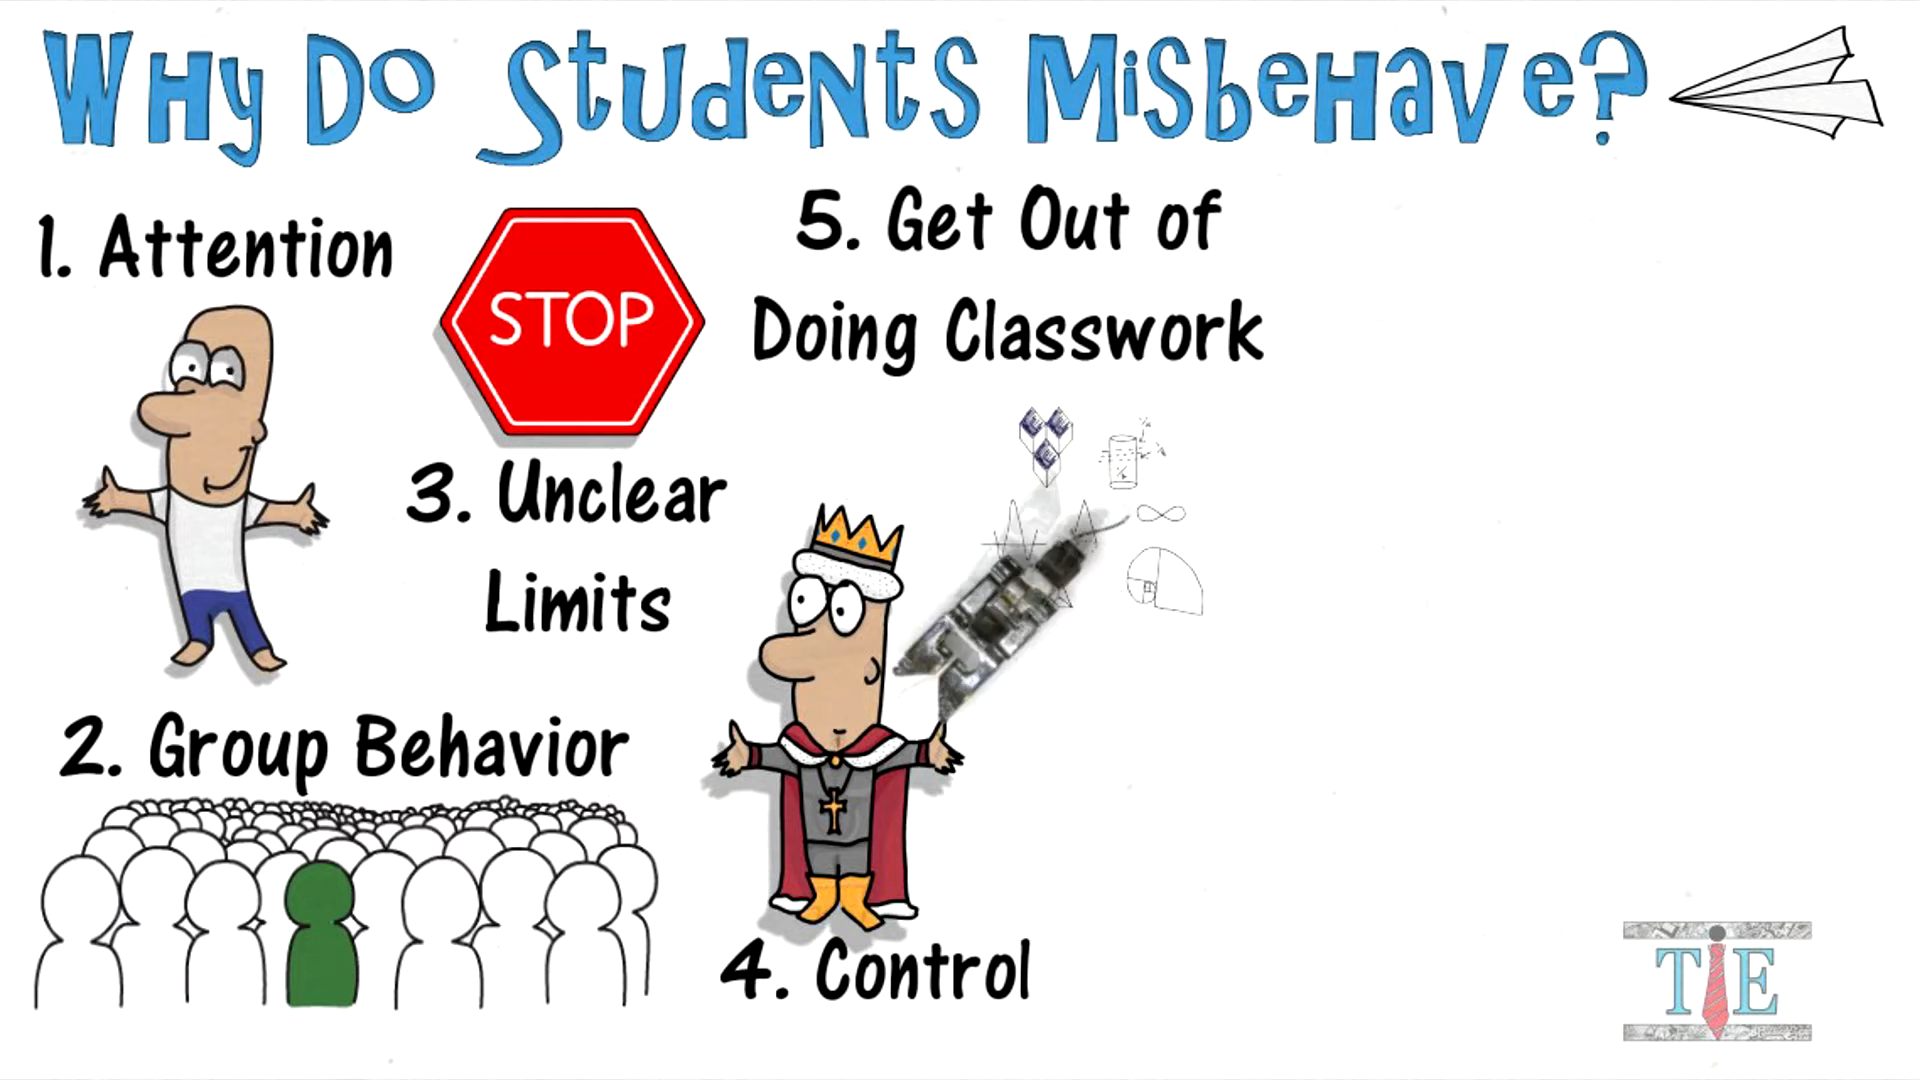 Why Do Students Misbehave?
1. Attention
STOP
3. Unclear
Limits
2. Group Behavior
5. Get Out of
Doing Classwork
4. Control
TIE